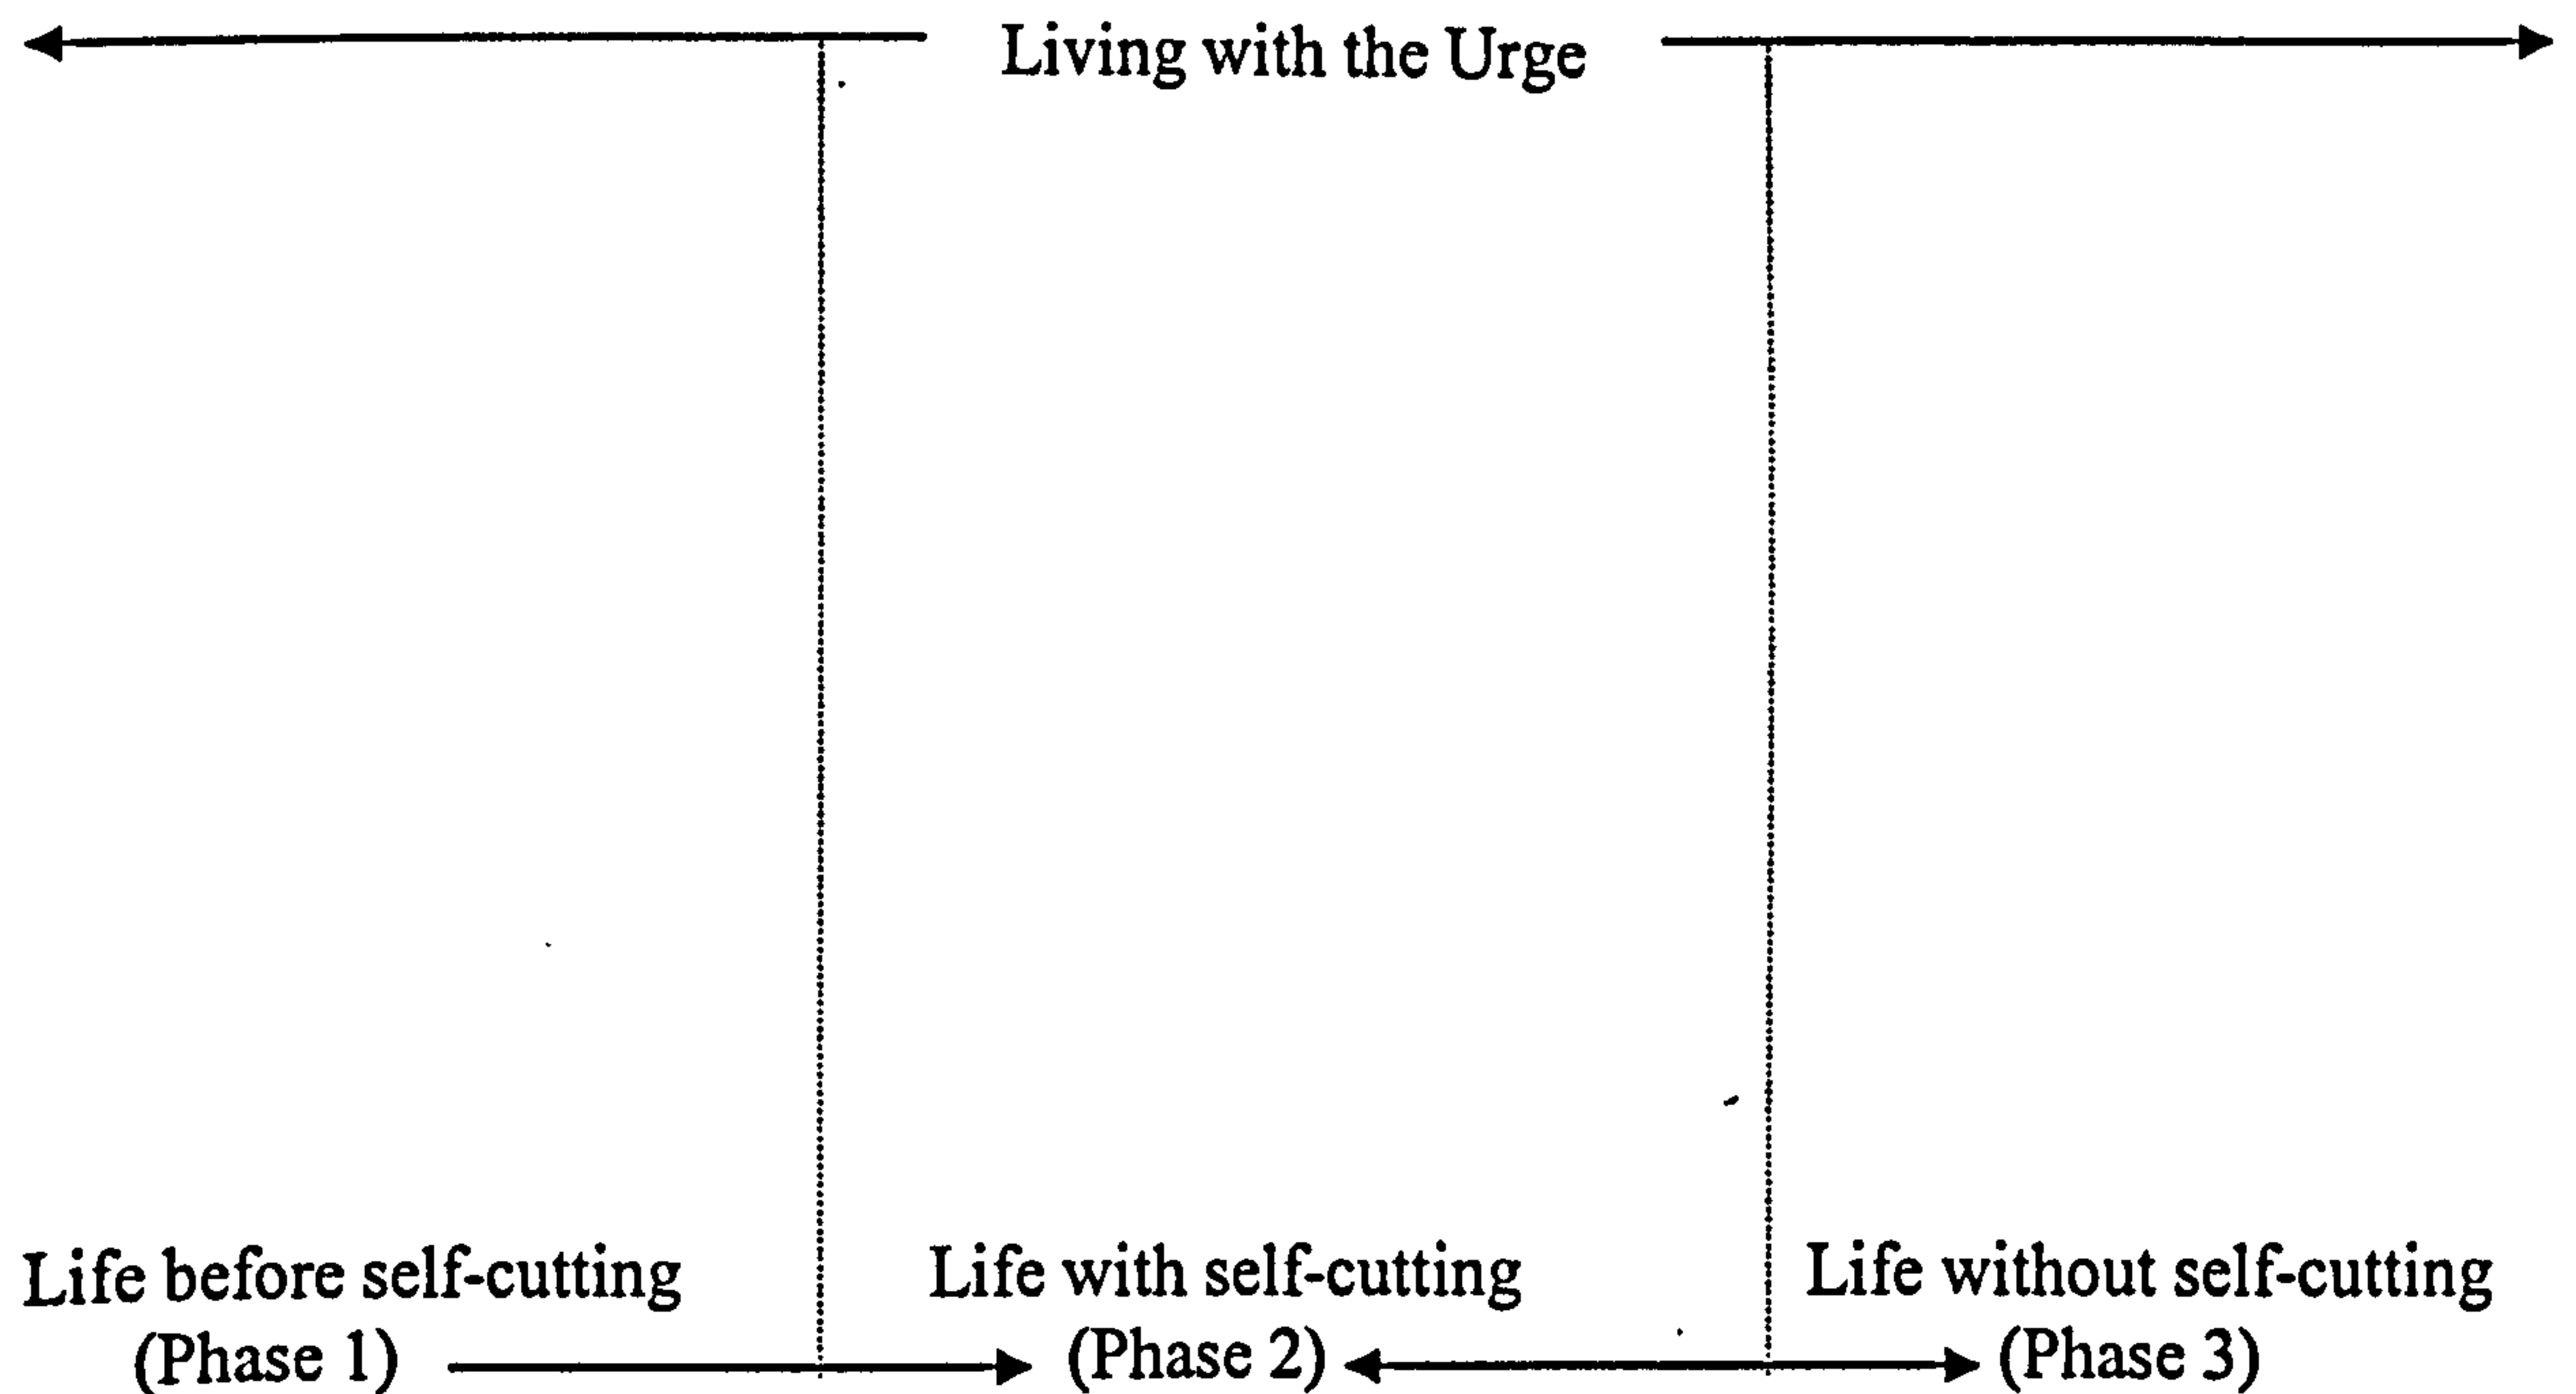 Living with the Urge
Life before self-cutting
(Phase 1)
Life with self-cutting
(Phase 2)
Life without self-cutting
(Phase 3)